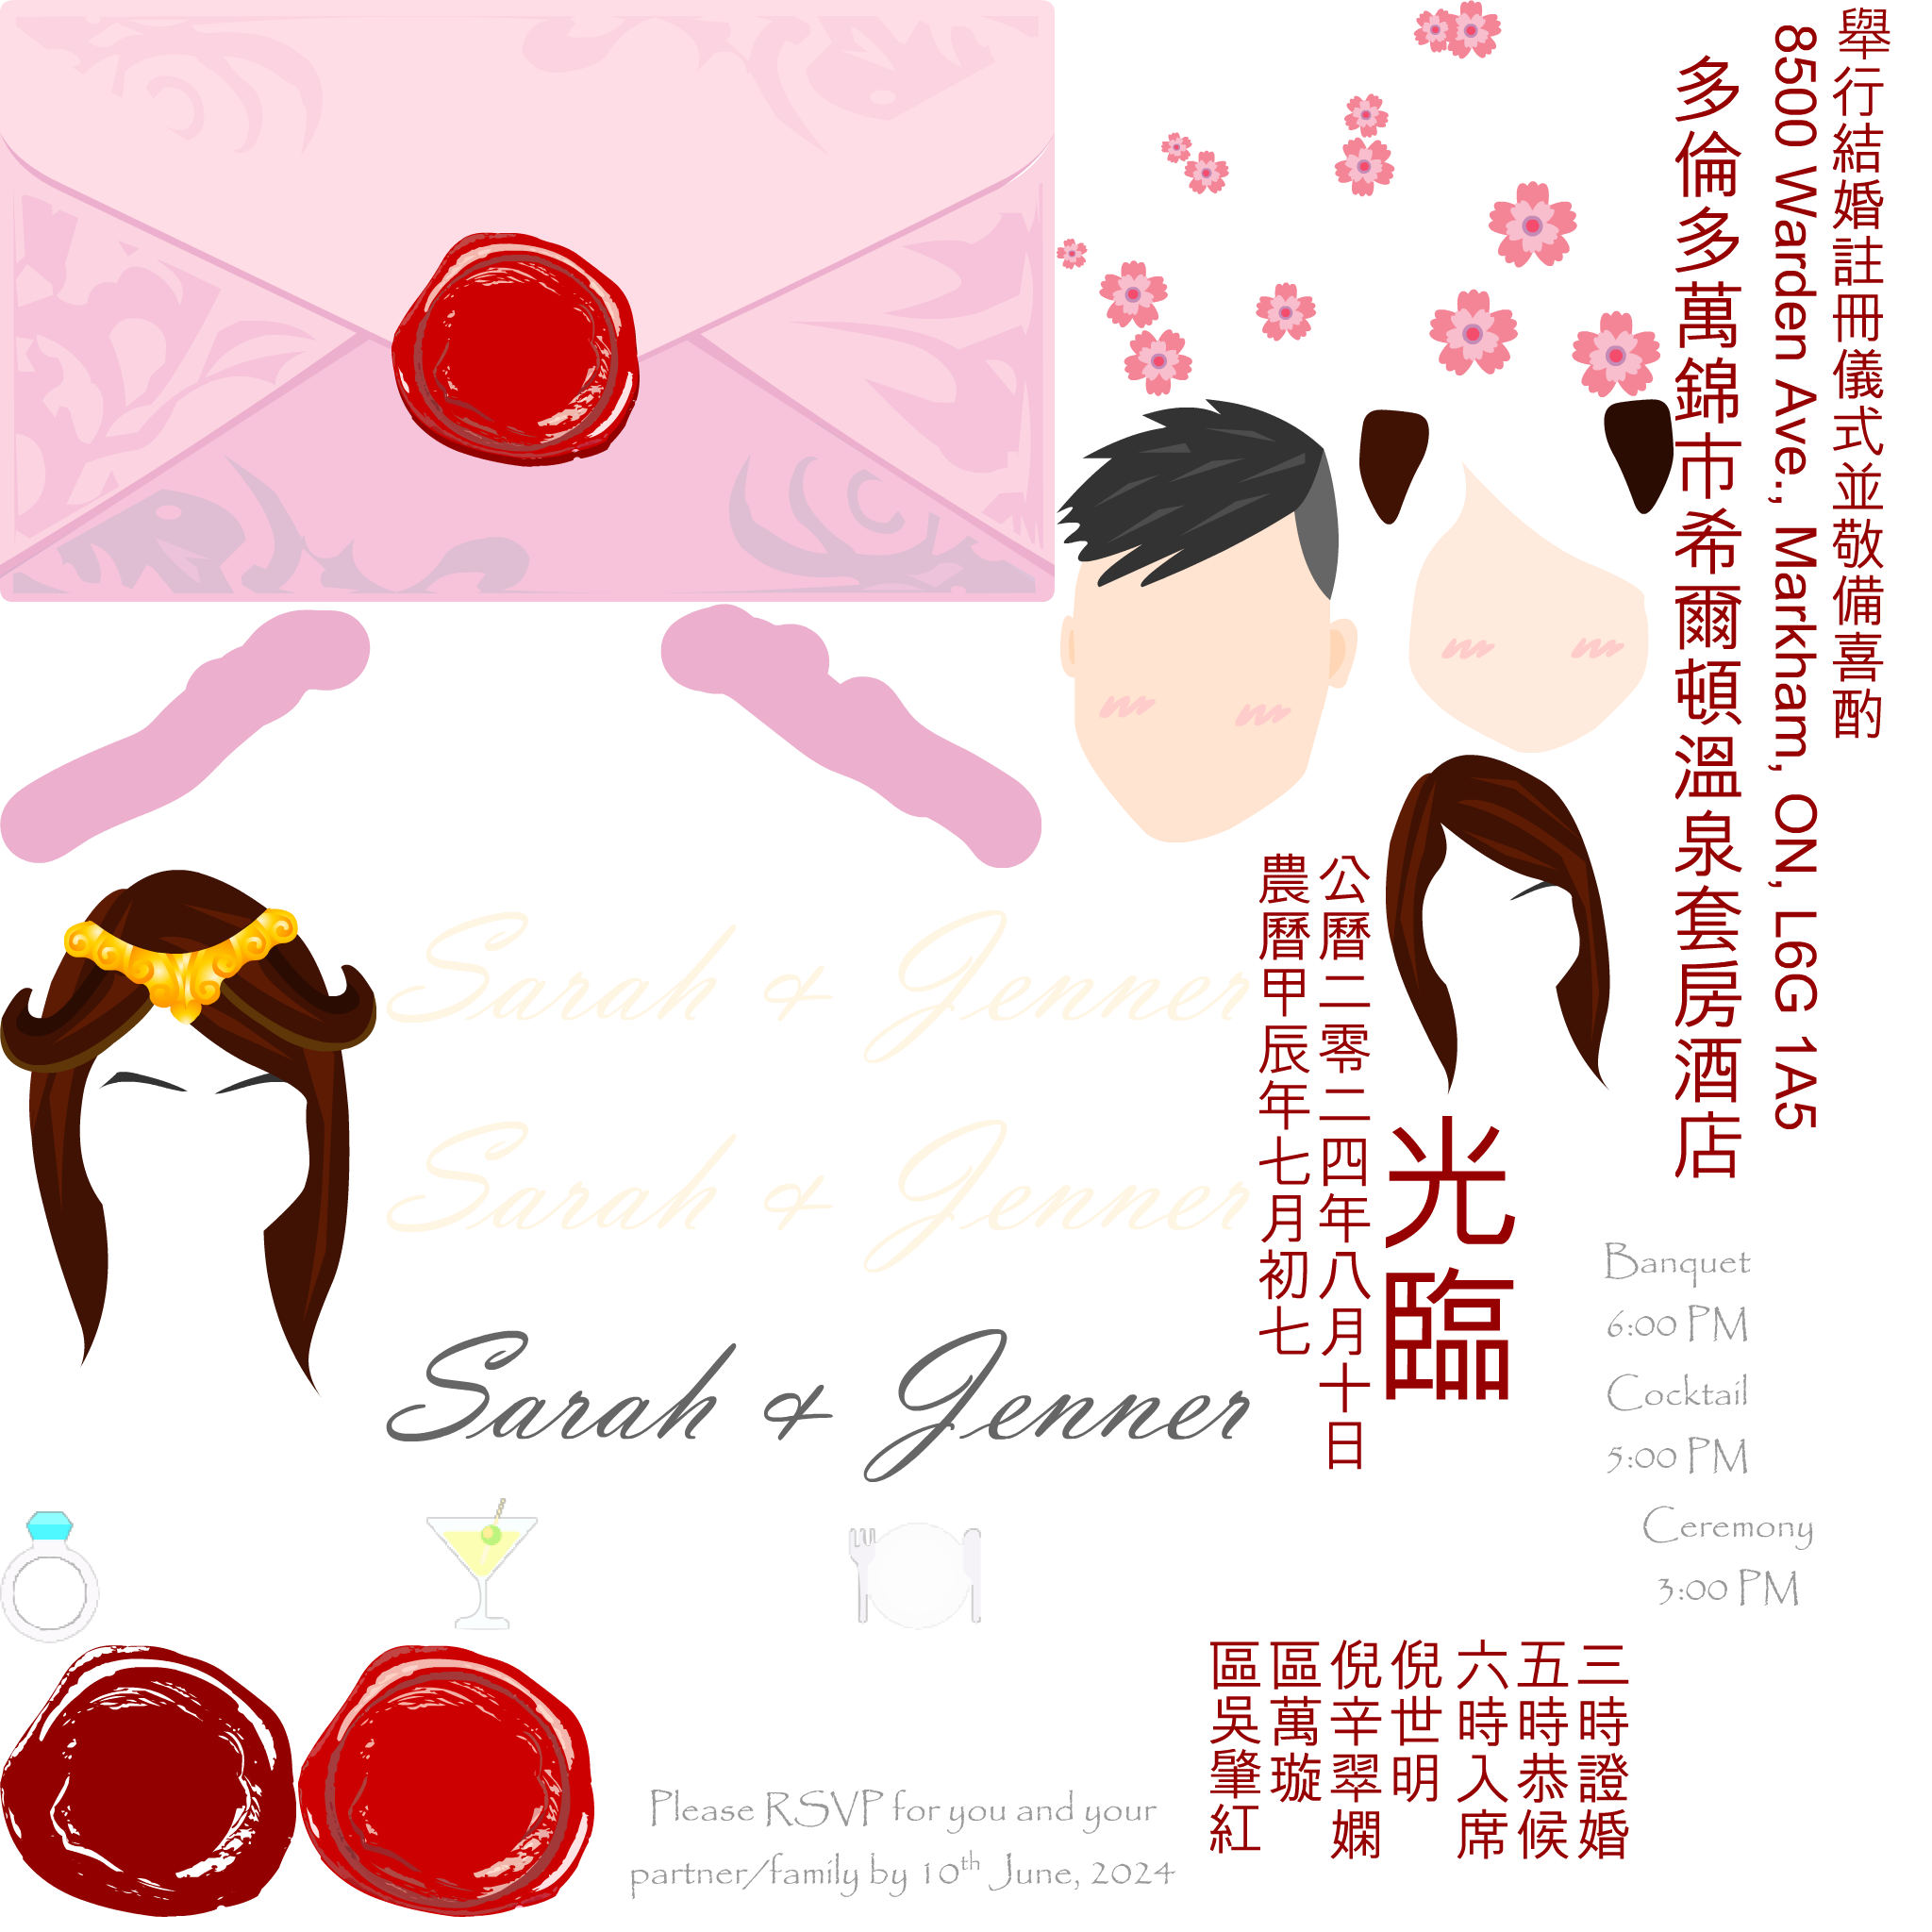 舉行結婚註冊儀式並敬備喜酌
8500 Warden Ave., Markham, ON, L6G 1A5
多倫多萬錦市希爾頓溫泉套房酒店
公曆二零二四年八月十日
農曆甲辰年七月初七
光臨
Sarah & Jenner
Sarah & Jenner
Sarah & Jenner
Banquet
6:00 PM
Cocktail
5:00 PM
Ceremony
3:00 PM
三時證婚
五時恭候
六時入席
倪世明
倪辛翠嫻
區萬璇
區吳肇紅
Please RSVP for you and your
partner/family by 10th June, 2024